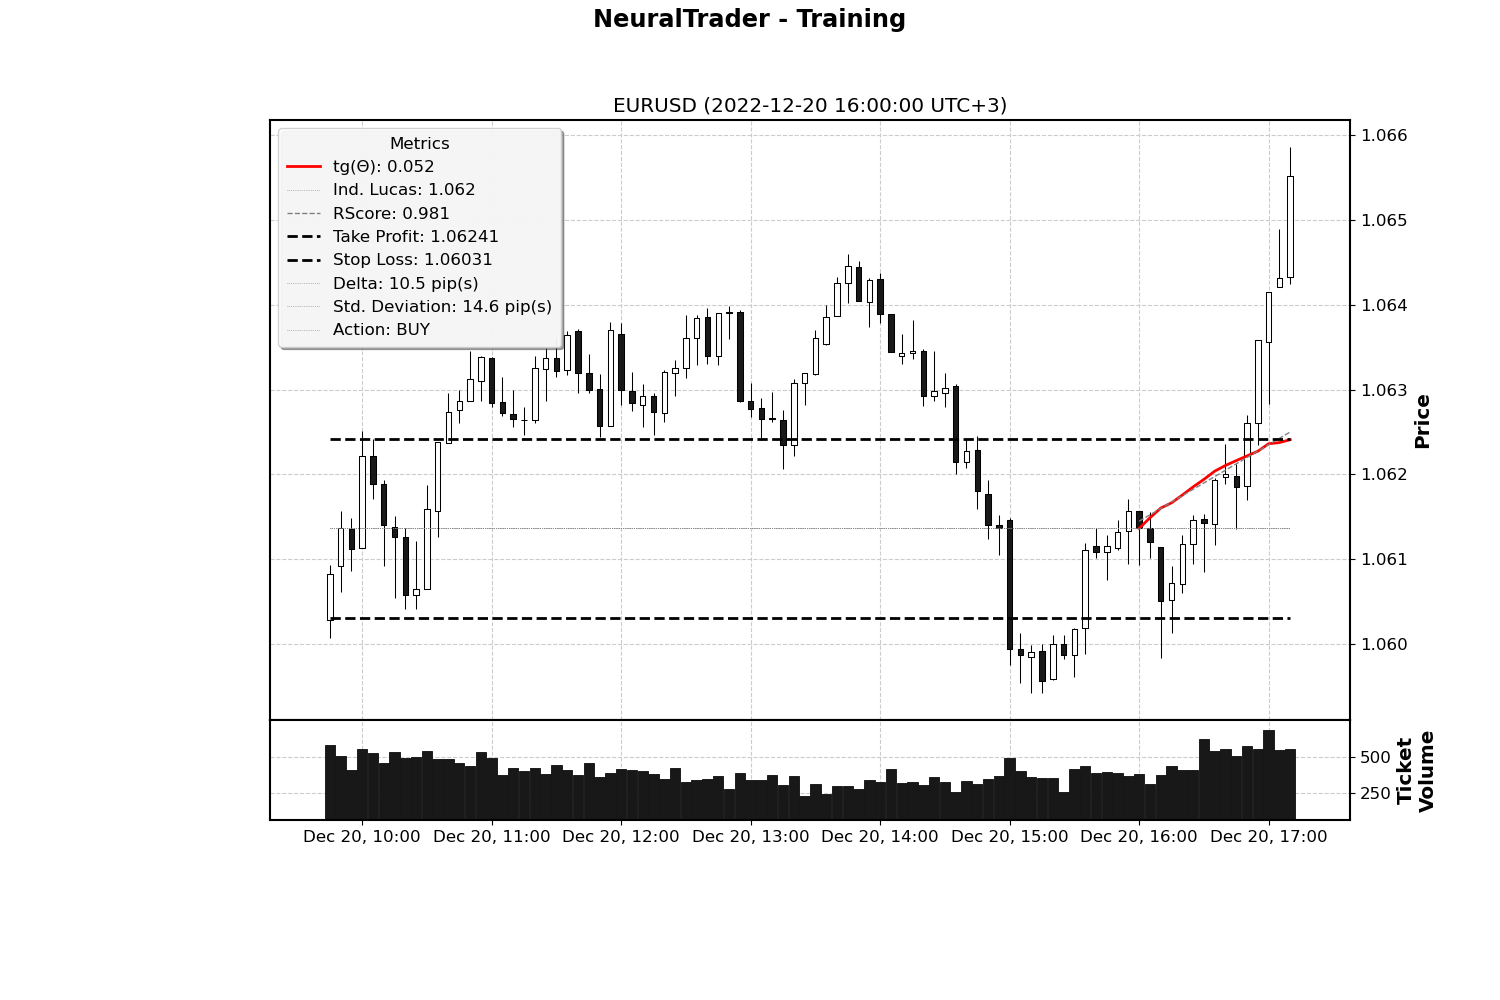 NeuralTrader - Training
EURUSD (2022-12-20 16:00:00 UTC+3)
Metrics
tg(Θ): 0.052
Ind. Lucas: 1.062
RScore: 0.981
Take Profit: 1.06241
Stop Loss: 1.06031
Delta: 10.5 pip(s)
Std. Deviation: 14.6 pip(s)
Action: BUY
1.066
1.065
1.064
1.063
1.062
1.061
1.060
Price
500
250
Ticket
Volume
Dec 20, 10:00
Dec 20, 11:00
Dec 20, 12:00
Dec 20, 13:00
Dec 20, 14:00
Dec 20, 15:00
Dec 20, 16:00
Dec 20, 17:00